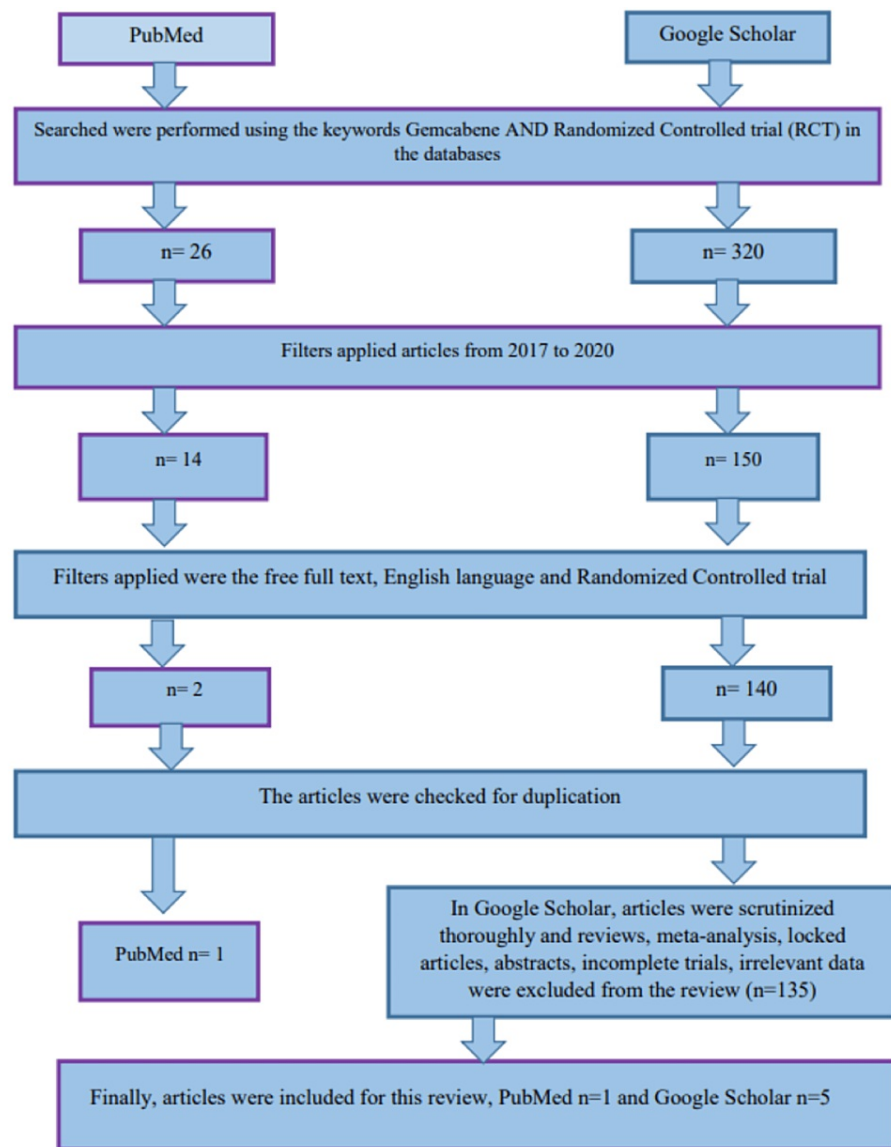 PubMed
Google Scholar
Searched were performed using the keywords Gemcabene AND Randomized Controlled trial (RCT) in
the databases
n= 26
n= 320
Filters applied articles from 2017 to 2020
n= 14
n= 150
Filters applied were the free full text, English language and Randomized Controlled trial
n= 2
n= 140
The articles were checked for duplication
PubMed n= 1
In Google Scholar, articles were scrutinized
thoroughly and reviews, meta-analysis, locked
articles, abstracts, incomplete trials, irrelevant data
were excluded from the review (n=135)
Finally, articles were included for this review, PubMed n=1 and Google Scholar n=5